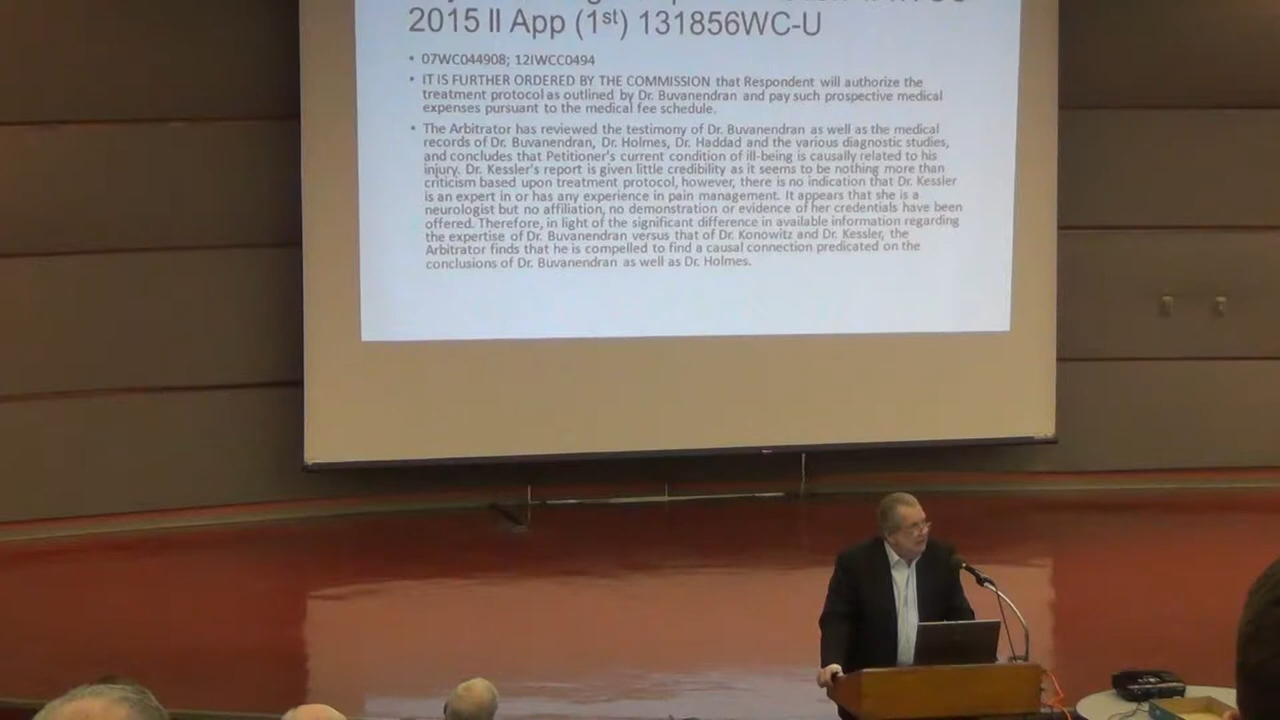 2015 Il App (1st) 131856WC-U
• 07WC044908; 12IWCC0494
• IT IS FURTHER ORDERED BY THE COMMISSION that Respondent will authorize the
treatment protocol as outlined by Dr. Buvanendran and pay such prospective medical
expenses pursuant to the medical fee schedule.
• The Arbitrator has reviewed the testimony of Dr. Buvanendran as well as the medical
records of Dr. Buvanendran, Dr. Holmes, Dr. Haddad and the various diagnostic studies,
and concludes that Petitioner's current condition of ill-being is causally related to his
injury. Dr. Kessler's report is given little credibility as it seems to be nothing more than
criticism based upon treatment protocol, however, there is no indication that Dr. Kessler
is an expert in or has any experience in pain management. It appears that she is a
neurologist but no affiliation, no demonstration or evidence of her credentials have been
offered. Therefore, in light of the significant difference in available information regarding
the expertise of Dr. Buvanendran versus that of Dr. Konowitz and Dr. Kessler, the
Arbitrator finds that he is compelled to find a causal connection predicated on the
conclusions of Dr. Buvanendran as well as Dr. Holmes.